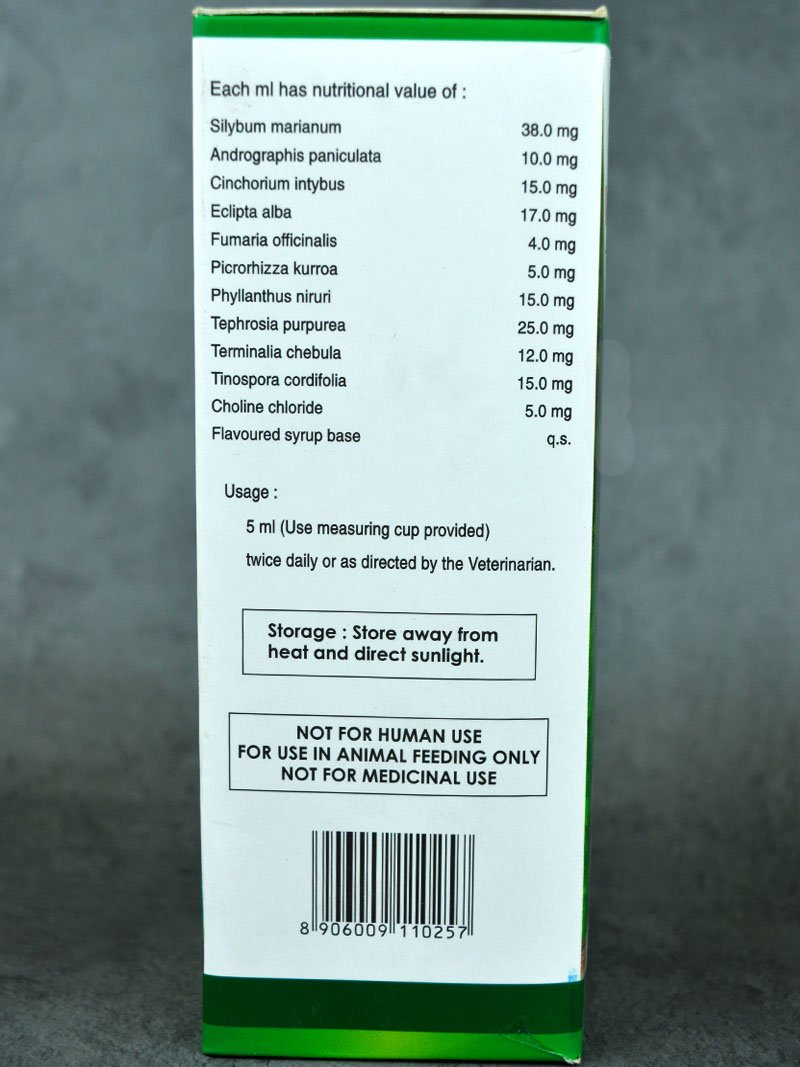 Each ml has nutritional value of :
Silybum marianum 38.0 mg
Andrographis paniculata 10.0 mg
Cinchorium intybus 15.0 mg
Eclipta alba 17.0 mg
Fumaria officinalis 4.0 mg
Picrorhizza kurroa 5.0 mg
Phyllanthus niruri 15.0 mg
Tephrosia purpurea 25.0 mg
Terminalia chebula 12.0 mg
Tinospora cordifolia 15.0 mg
Choline chloride 5.0 mg
Flavoured syrup base q.s.
Usage :
5 ml (Use measuring cup provided)
twice daily or as directed by the Veterinarian.
Storage : Store away from
heat and direct sunlight.
NOT FOR HUMAN USE
FOR USE IN ANIMAL FEEDING ONLY
NOT FOR MEDICINAL USE
8 906009 110257